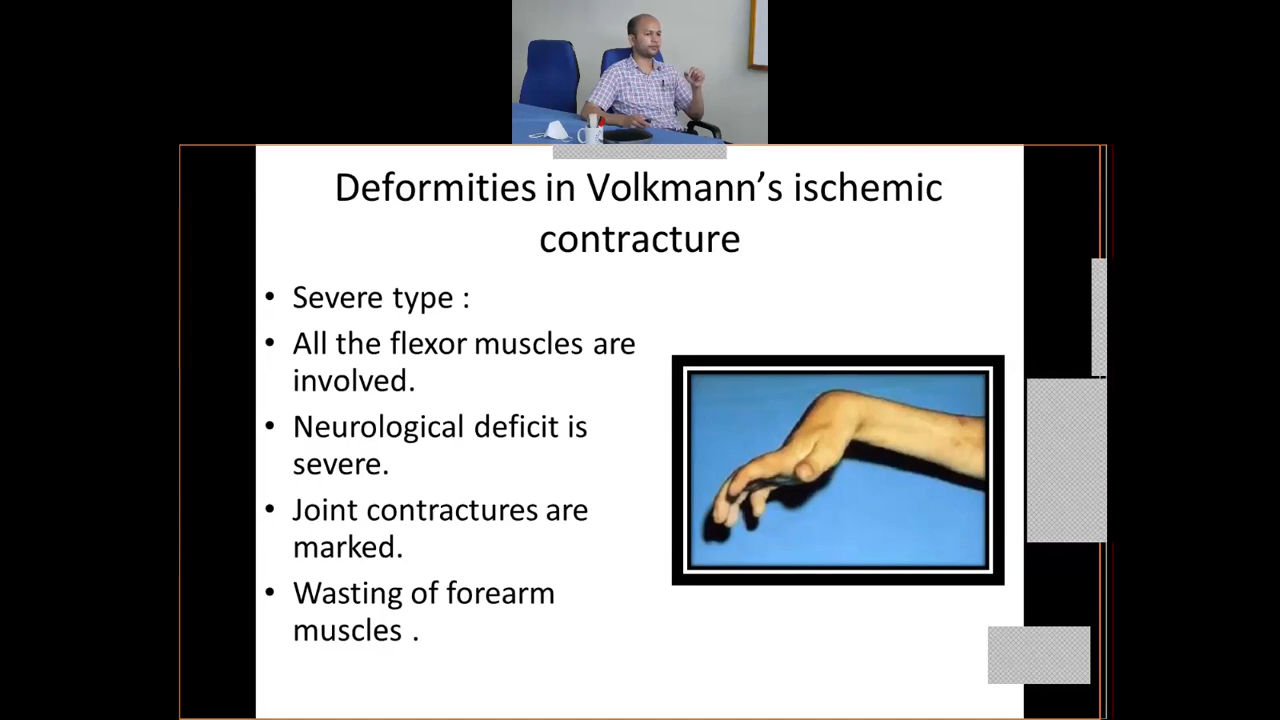 Deformities in Volkmann’s ischemic
contracture
• Severe type :
• All the flexor muscles are
involved.
• Neurological deficit is
severe.
• Joint contractures are
marked.
• Wasting of forearm
muscles .